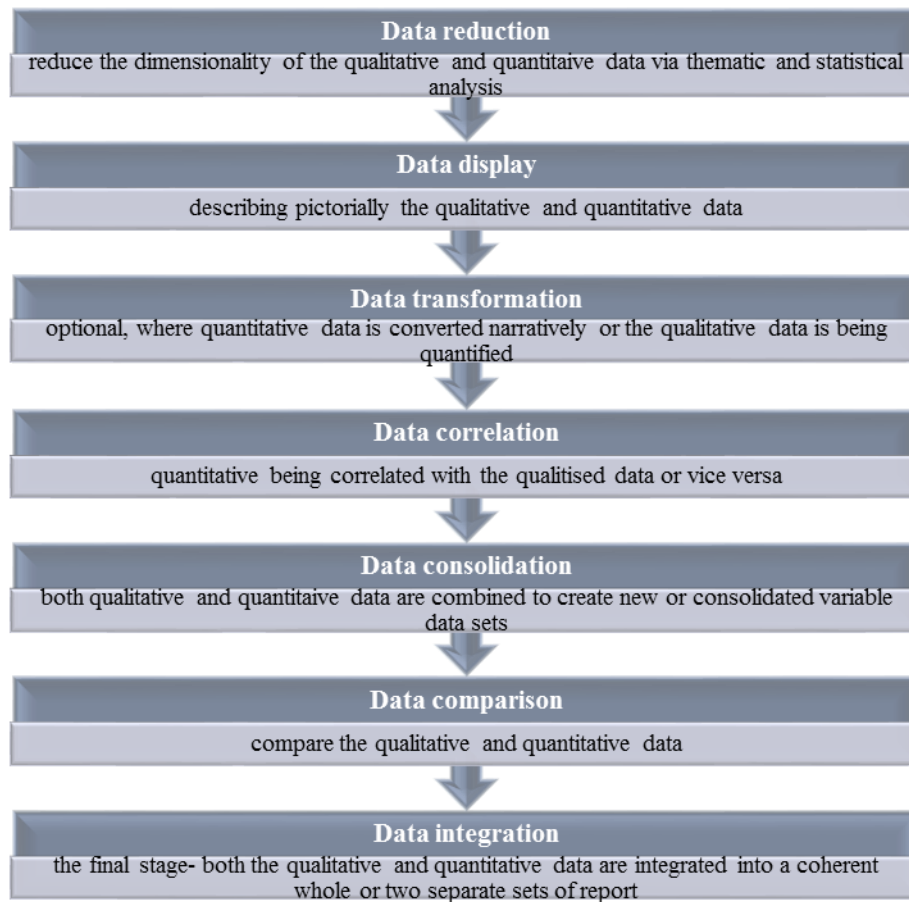 Data reduction
reduce the dimensionality of the qualitative and quantitaive data via thematic and statistical
analysis
Data display
describing pictorially the qualitative and quantitative data
Data transformation
optional, where quantitative data is converted narratively or the qualitative data is being
quantified
Data correlation
quantitative being correlated with the qualitised data or vice versa
Data consolidation
both qualitative and quantitaive data are combined to create new or consolidated variable
data sets
Data comparison
compare the qualitative and quantitative data
Data integration
the final stage- both the qualitative and quantitative data are integrated into a coherent
whole or two separate sets of report